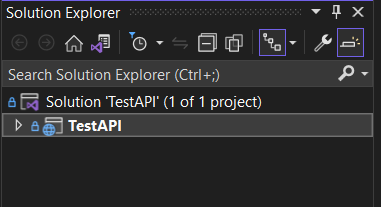 Solution Explorer
Search Solution Explorer (Ctrl+;)
Solution 'TestAPI' (1 of 1 project)
TestAPI